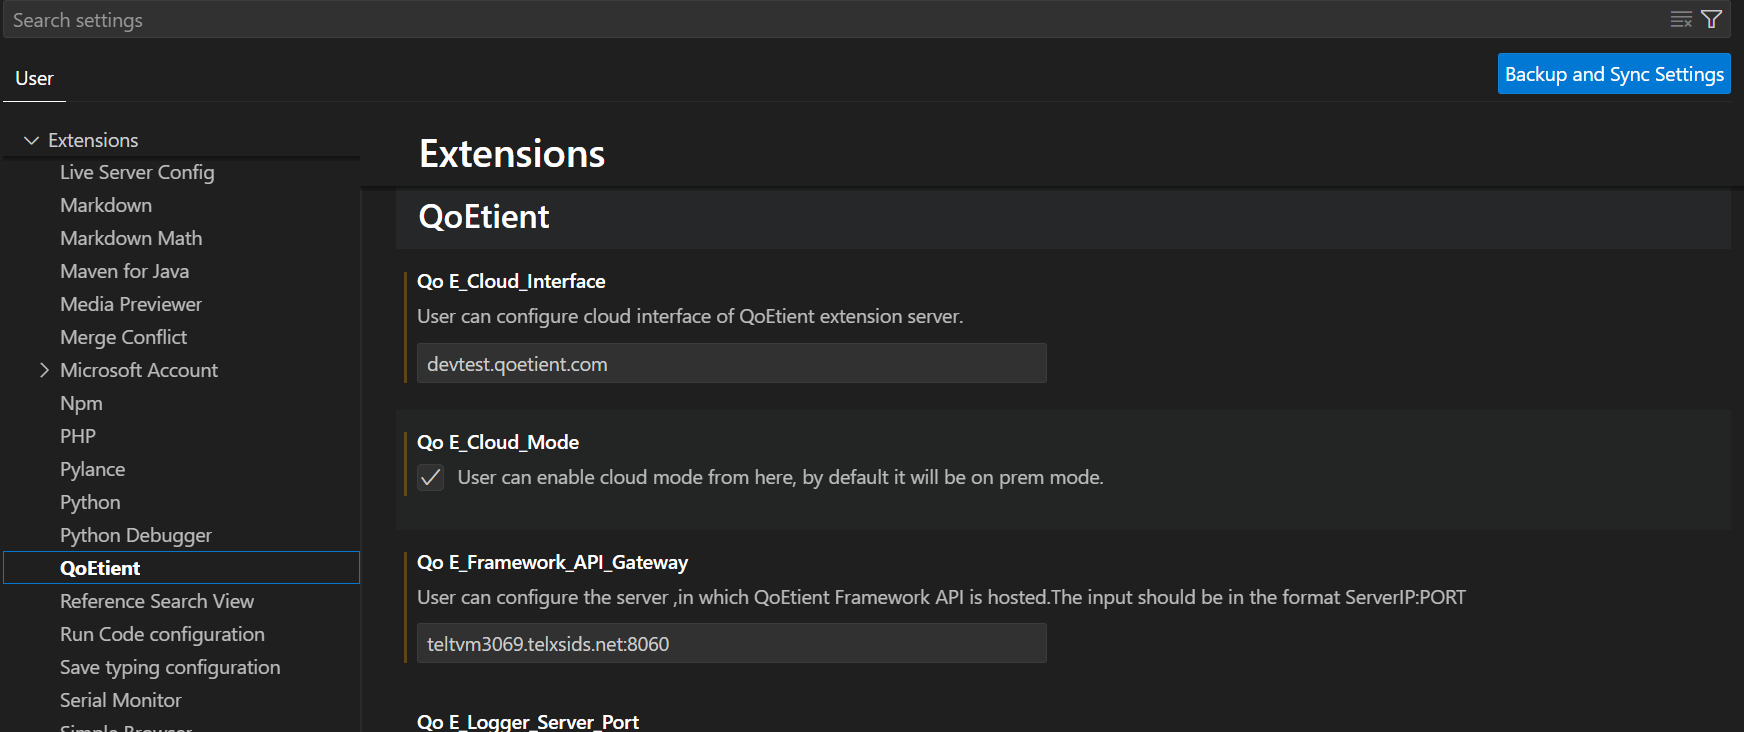 Search settings
User
Backup and Sync Settings
Extensions
Live Server Config
Markdown
Markdown Math
Maven for Java
Media Previewer
Merge Conflict
Microsoft Account
Npm
PHP
Pylance
Python
Python Debugger
QoEtient
Reference Search View
Run Code configuration
Save typing configuration
Serial Monitor
Simple Browser
Extensions
QoEtient
Qo E_Cloud_Interface
User can configure cloud interface of QoEtient extension server.
devtest.qoetient.com
Qo E_Cloud_Mode
User can enable cloud mode from here, by default it will be on prem mode.
Qo E_Framework_API_Gateway
User can configure the server ,in which QoEtient Framework API is hosted.The input should be in the format ServerIP:PORT
teltvm3069.telxsids.net:8060
Qo E_Logger_Server_Port